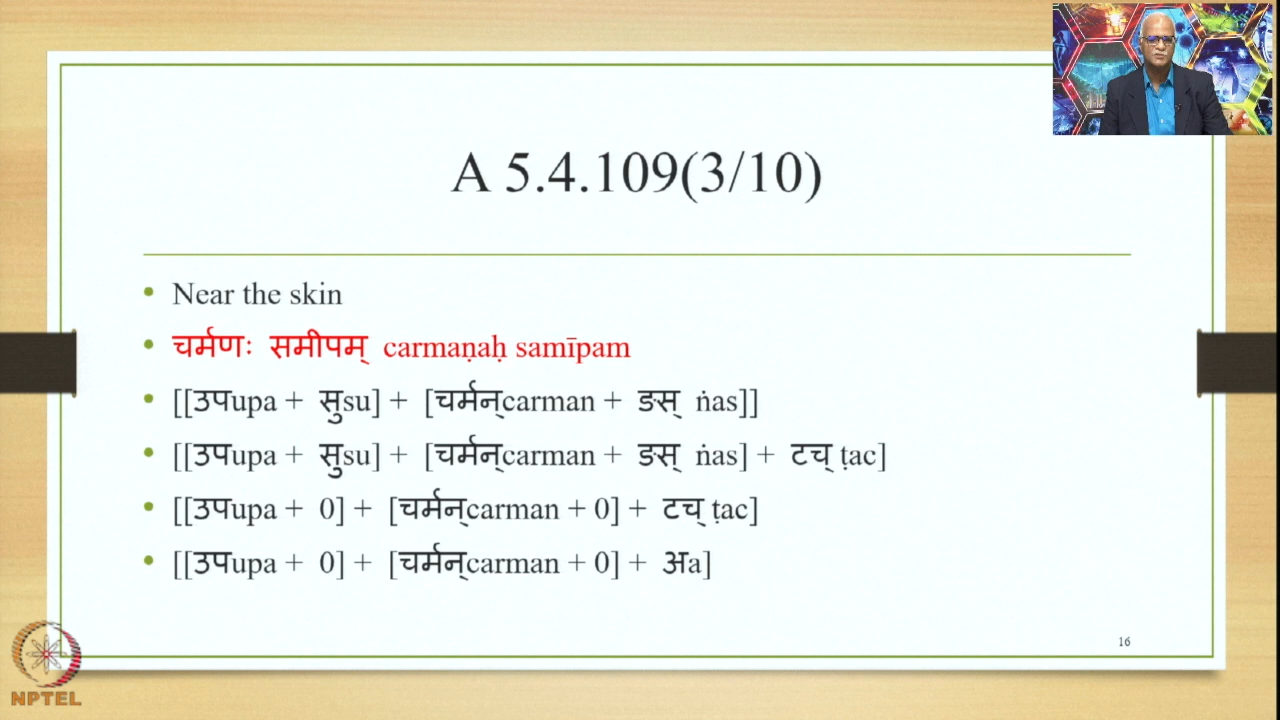 A 5.4.109(3/10)
Near the skin
चर्मणः समीपम् carmaṇaḥ samīpam
[[उपupa + सुsu] + [चर्मन्carman + ङस् ṅas]]
[[उपupa + सुsu] + [चर्मन्carman + ङस् ṅas] + टच् ṭac]
[[उपupa + 0] + [चर्मन्carman + 0] + टच् ṭac]
[[उपupa + 0] + [चर्मन्carman + 0] + अa]
16
NPTEL